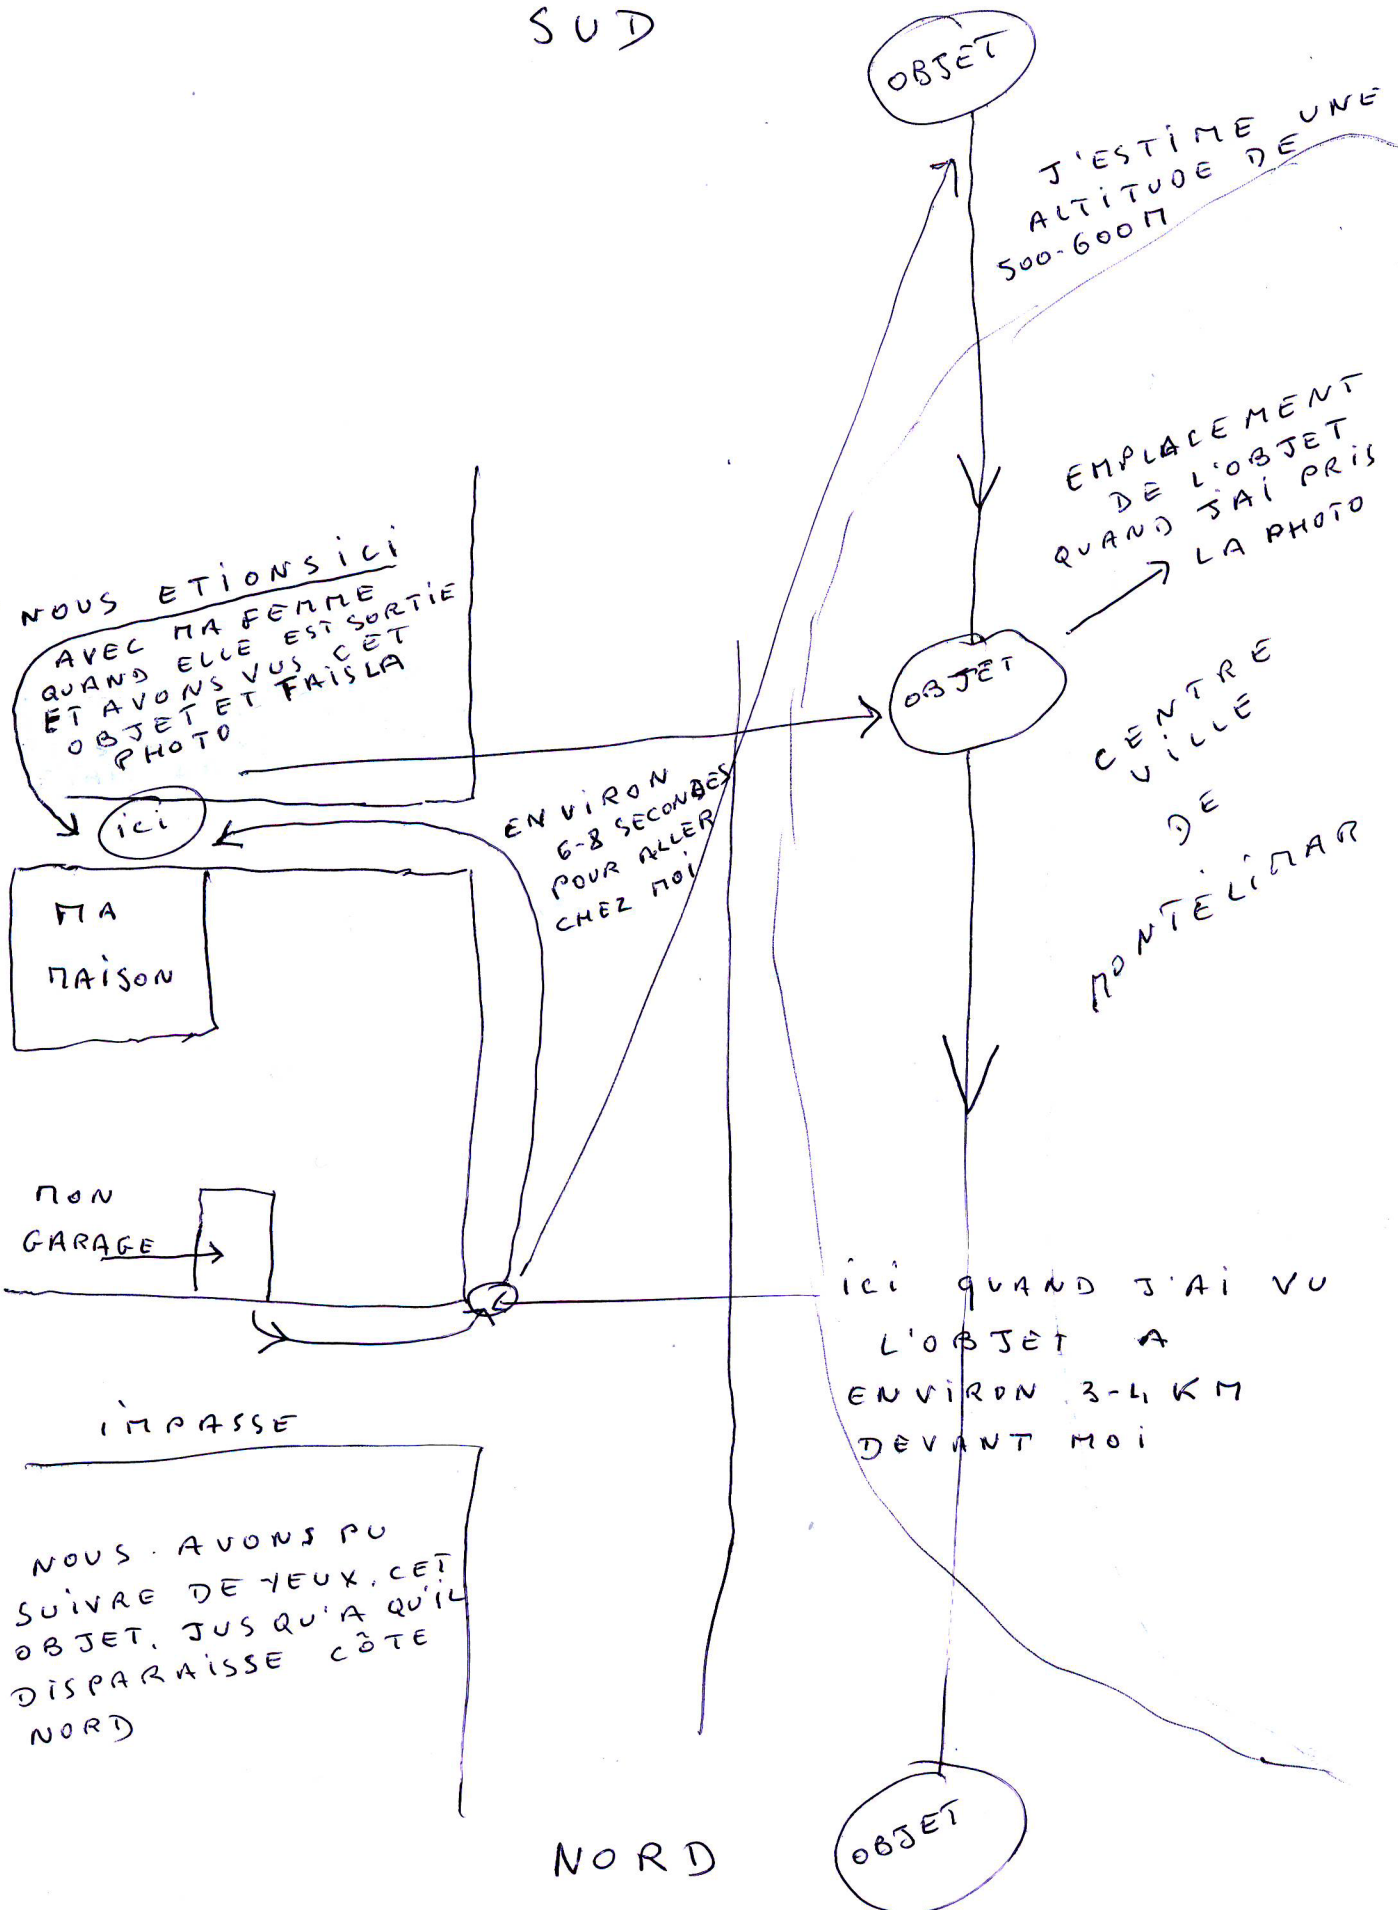 SUD
OBJET
J'ESTIME UNE
ALTITUDE DE
500-600M
EMPLACEMENT
DE L'OBJET
QUAND J'AI PRIS
LA PHOTO
NOUS ETIONS ICI
AVEC MA FEMME
QUAND ELLE EST SORTIE
ET AVONS VUS CET
OBJET ET FAIS LA
PHOTO
OBJET
CENTRE
VILLE
DE
MONTÉLIMAR
ici
ENVIRON
6-8 SECONDES
POUR ALLER
CHEZ MOI
MA
MAISON
MON
GARAGE
ICI QUAND J'AI VU
L'OBJET A
ENVIRON 3-4 KM
DEVANT MOI
IMPASSE
NOUS AVONS PU
SUIVRE DE YEUX, CET
OBJET, JUSQU'A QU'IL
DISPARAISSE CÔTE
NORD
NORD
OBJET